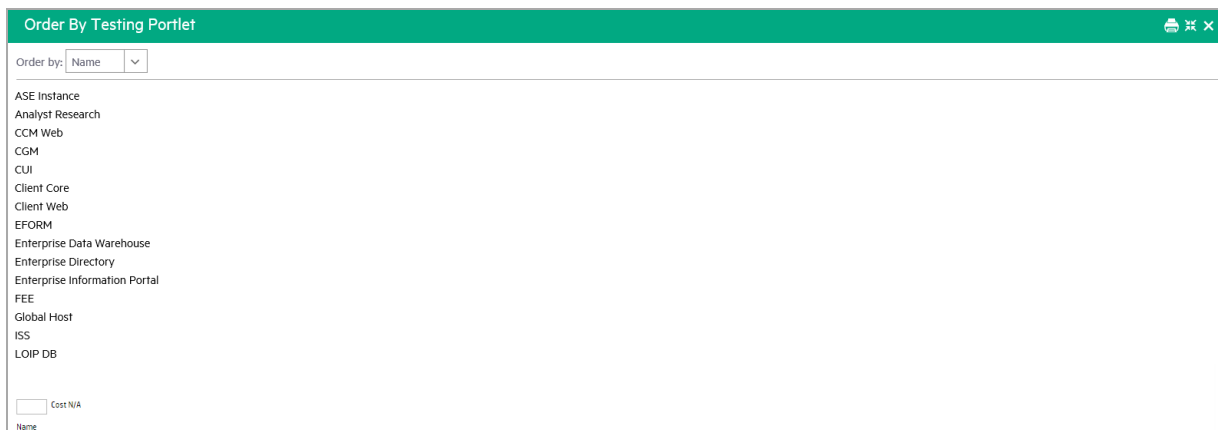 Order By Testing Portlet
Order by: Name
ASE Instance
Analyst Research
CCM Web
CGM
CUI
Client Core
Client Web
EFORM
Enterprise Data Warehouse
Enterprise Directory
Enterprise Information Portal
FEE
Global Host
ISS
LOIP DB
Cost N/A
Name